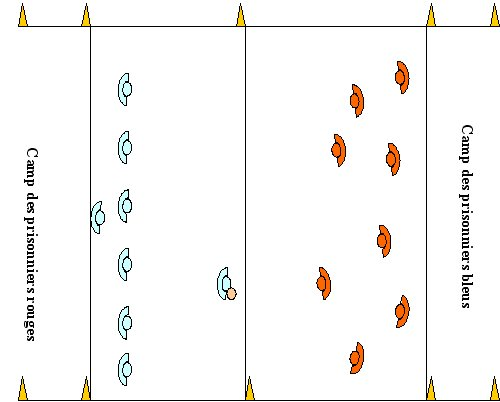 Camp des prisonniers rouges
Camp des prisonniers bleus